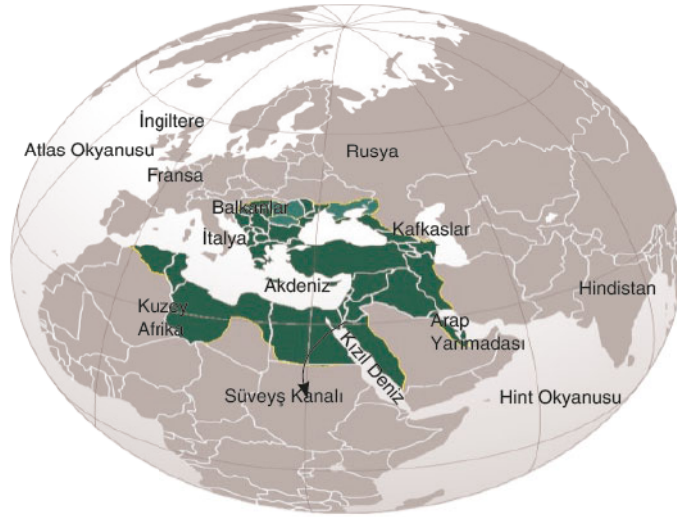 İngiltere
Atlas Okyanusu
Rusya
Fransa
Balkanlar
Kafkaslar
İtalya
Akdeniz
Hindistan
Kuzey
Afrika
Arap
Yarımadası
Kızıl Deniz
Süveyş Kanalı
Hint Okyanusu